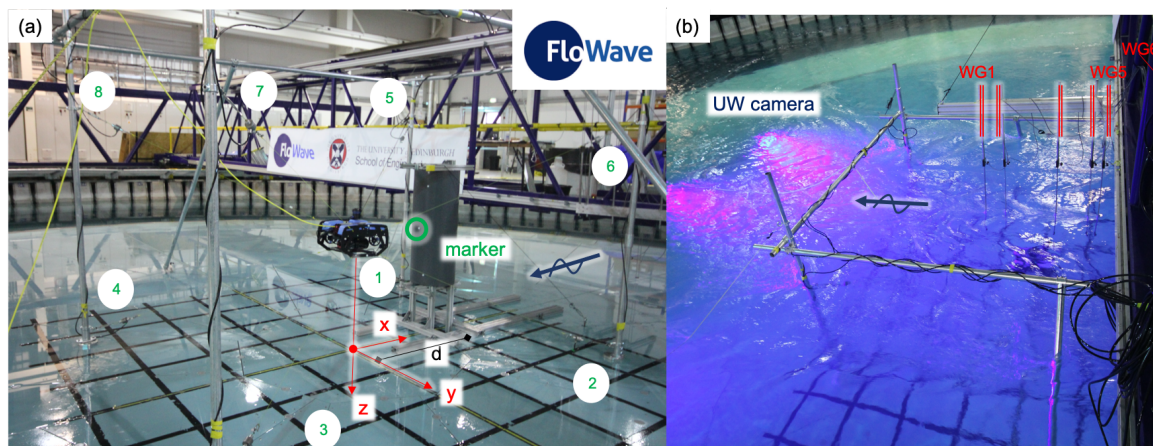 (a)
FloWave
8
7
5
FloWave
THE UNIVERSITY of EDINBURGH
School of Engi
6
marker
1
4
x
d
2
y
z
3
(b)
WG1
WG5
WG6
UW camera